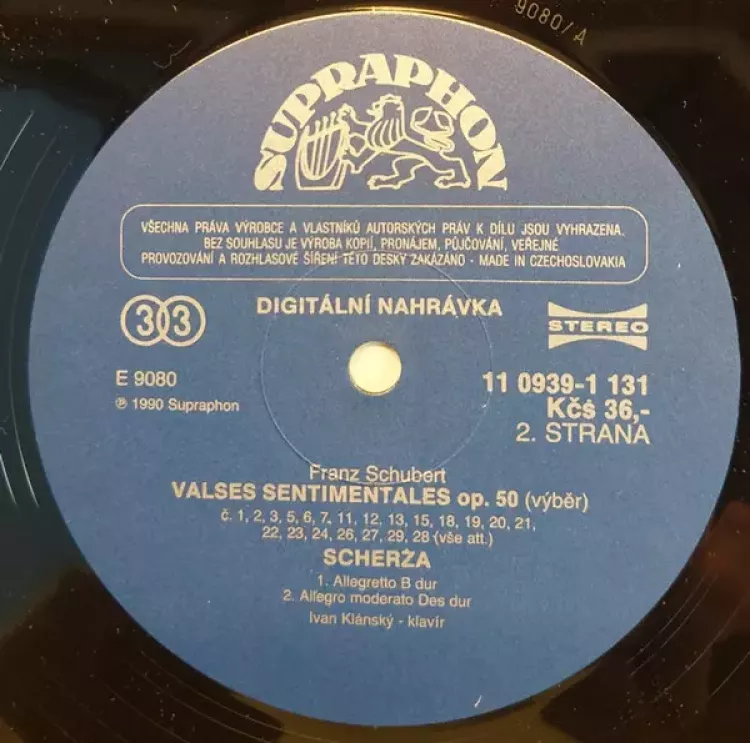 9080/A
SUPRAPHON
VŠECHNA PRÁVA VÝROBCE A VLASTNÍKŮ AUTORSKÝCH PRÁV K DÍLU JSOU VYHRAZENA.
BEZ SOUHLASU JE VÝROBA KOPIÍ, PRONÁJEM, PŮJČOVÁNÍ, VEŘEJNÉ
PROVOZOVÁNÍ A ROZHLASOVÉ ŠÍŘENÍ TÉTO DESKY ZAKÁZÁNO - MADE IN CZECHOSLOVAKIA
33
DIGITÁLNÍ NAHRÁVKA
STEREO
E 9080
℗ 1990 Supraphon
11 0939-1 131
Kčs 36,-
2. STRANA
Franz Schubert
VALSES SENTIMENTALES op. 50 (výběr)
č. 1, 2, 3, 5, 6, 7, 11, 12, 13, 15, 18, 19, 20, 21,
22, 23, 24, 26, 27, 29, 28 (vše att.)
SCHERZA
1. Allegretto B dur
2. Allegro moderato Des dur
Ivan Klánský - klavír